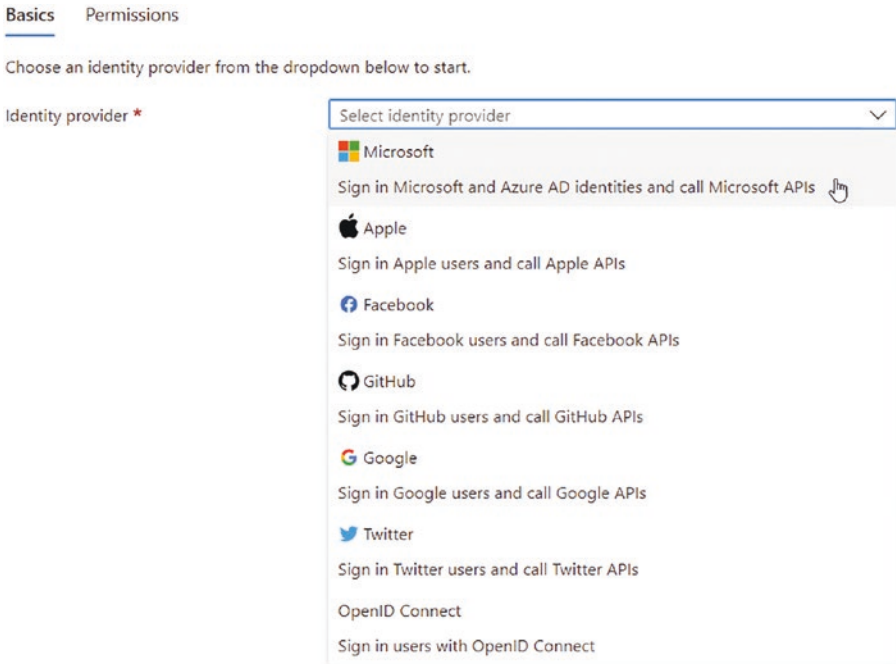 Basics Permissions
Choose an identity provider from the dropdown below to start.
Identity provider * Select identity provider
Microsoft
Sign in Microsoft and Azure AD identities and call Microsoft APIs
Apple
Sign in Apple users and call Apple APIs
Facebook
Sign in Facebook users and call Facebook APIs
GitHub
Sign in GitHub users and call GitHub APIs
Google
Sign in Google users and call Google APIs
Twitter
Sign in Twitter users and call Twitter APIs
OpenID Connect
Sign in users with OpenID Connect